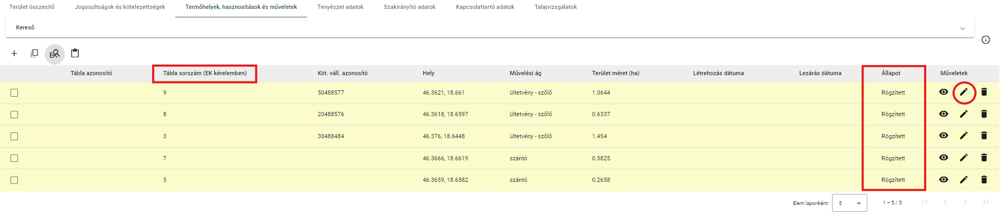 Terület összesítő Jogosultságok és kötelezettségek Termőhelyek, hasznosítások és műveletek Tenyészet adatok Szakirányító adatok Kapcsolattartó adatok Talajvizsgálatok
Kereső
EK
Tábla azonosító Tábla sorszám (EK kérelemben) Köt. váll. azonosító Hely Művelési ág Terület méret (ha) Létrehozás dátuma Lezárás dátuma Állapot Műveletek
9 50488577 46.3621, 18.661 ültetvény - szőlő 1.0644 Rögzített
8 20488576 46.3618, 18.6597 ültetvény - szőlő 0.6337 Rögzített
3 30488484 46.376, 18.6448 ültetvény - szőlő 1.454 Rögzített
7 46.3666, 18.6619 szántó 0.5825 Rögzített
5 46.3659, 18.6582 szántó 0.2658 Rögzített
Elem laponként: 5 1 – 5 / 5